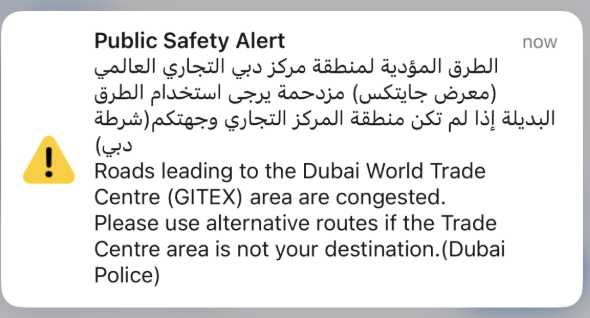 Public Safety Alert
now
الطرق المؤدية لمنطقة مركز دبي التجاري العالمي
(معرض جايتكس) مزدحمة يرجى استخدام الطرق
البديلة إذا لم تكن منطقة المركز التجاري وجهتكم(شرطة
دبي)
Roads leading to the Dubai World Trade
Centre (GITEX) area are congested.
Please use alternative routes if the Trade
Centre area is not your destination.(Dubai
Police)